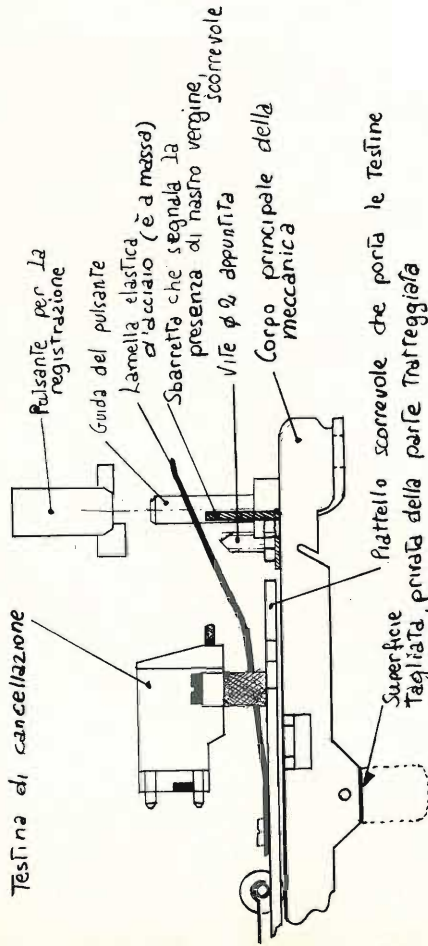 Testina di cancellazione
Pulsante per la
registrazione
Guida del pulsante
Lamella elastica
d'acciaio (è a massa)
Sbarretta che segnala la
presenza di nastro vergine,
scorrevole
Vite φ2 appuntita
Corpo principale della
meccanica
Piattello scorrevole che porta le testine
Superficie
tagliata, privata della parte tratteggiata